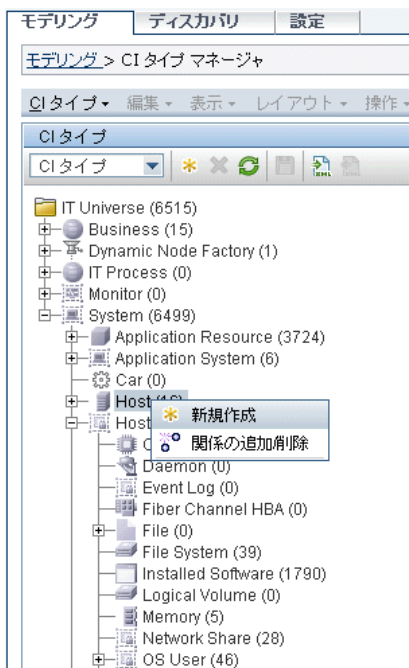 モデリング ディスカバリ 設定
モデリング > CI タイプ マネージャ
CI タイプ 編集 表示 レイアウト 操作
CI タイプ
CI タイプ
IT Universe (6515)
Business (15)
Dynamic Node Factory (1)
IT Process (0)
Monitor (0)
System (6499)
Application Resource (3724)
Application System (6)
Car (0)
Host
新規作成
Host
関係の追加/削除
Daemon (0)
Event Log (0)
Fiber Channel HBA (0)
File (0)
File System (39)
Installed Software (1790)
Logical Volume (0)
Memory (5)
Network Share (28)
OS User (46)